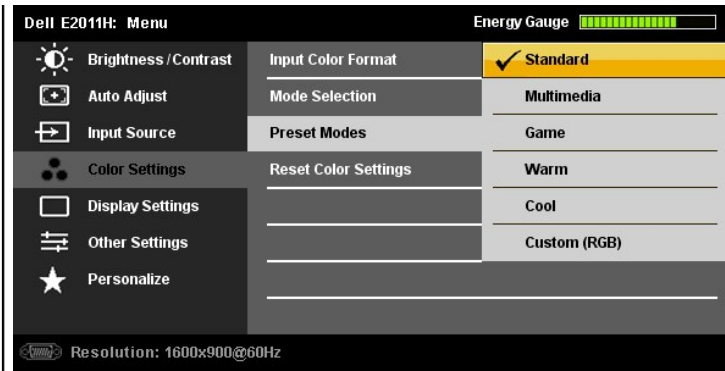 Dell E2011H: Menu Energy Gauge
Brightness / Contrast Input Color Format Standard
Auto Adjust Mode Selection Multimedia
Input Source Preset Modes Game
Color Settings Reset Color Settings Warm
Display Settings Cool
Other Settings Custom (RGB)
Personalize
Resolution: 1600x900@60Hz